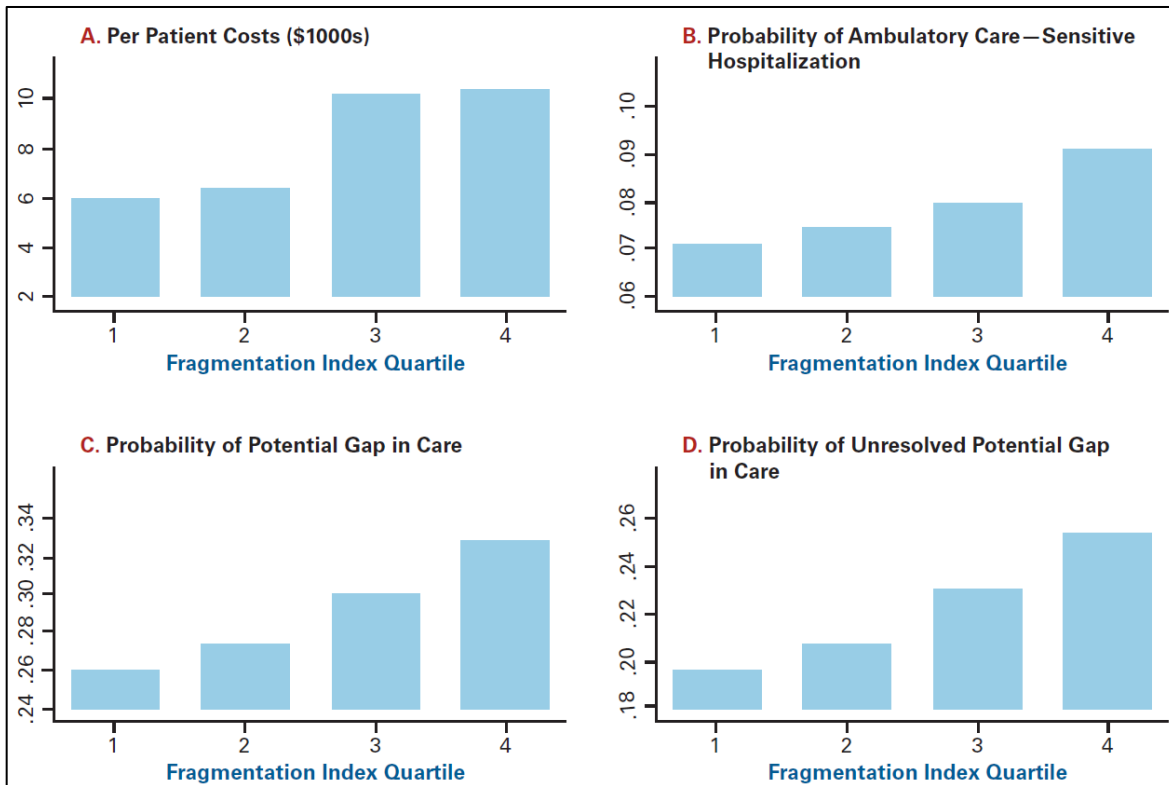 A. Per Patient Costs ($1000s)
10
8
6
4
2
1 2 3 4
Fragmentation Index Quartile
B. Probability of Ambulatory Care—Sensitive
Hospitalization
.10
.09
.08
.07
.06
1 2 3 4
Fragmentation Index Quartile
C. Probability of Potential Gap in Care
.34
.32
.30
.28
.26
.24
1 2 3 4
Fragmentation Index Quartile
D. Probability of Unresolved Potential Gap
in Care
.26
.24
.22
.20
.18
1 2 3 4
Fragmentation Index Quartile